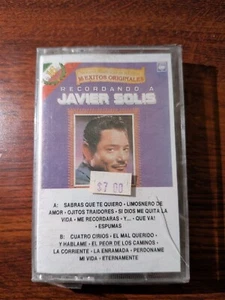 16 EXITOS ORIGINALES
RECORDANDO A
JAVIER SOLIS
$3.00
A: SABRAS QUE TE QUIERO - LIMOSNERO DE
AMOR - OJITOS TRAIDORES - SI DIOS ME QUITA LA
VIDA - ME RECORDARAS - Y... - QUE VA! -
ESPUMAS
B: CUATRO CIRIOS - EL MAL QUERIDO -
Y HABLAME - EL PEOR DE LOS CAMINOS -
LA CORRIENTE - LA ENRAMADA - PERDONAME
MI VIDA - ETERNAMENTE